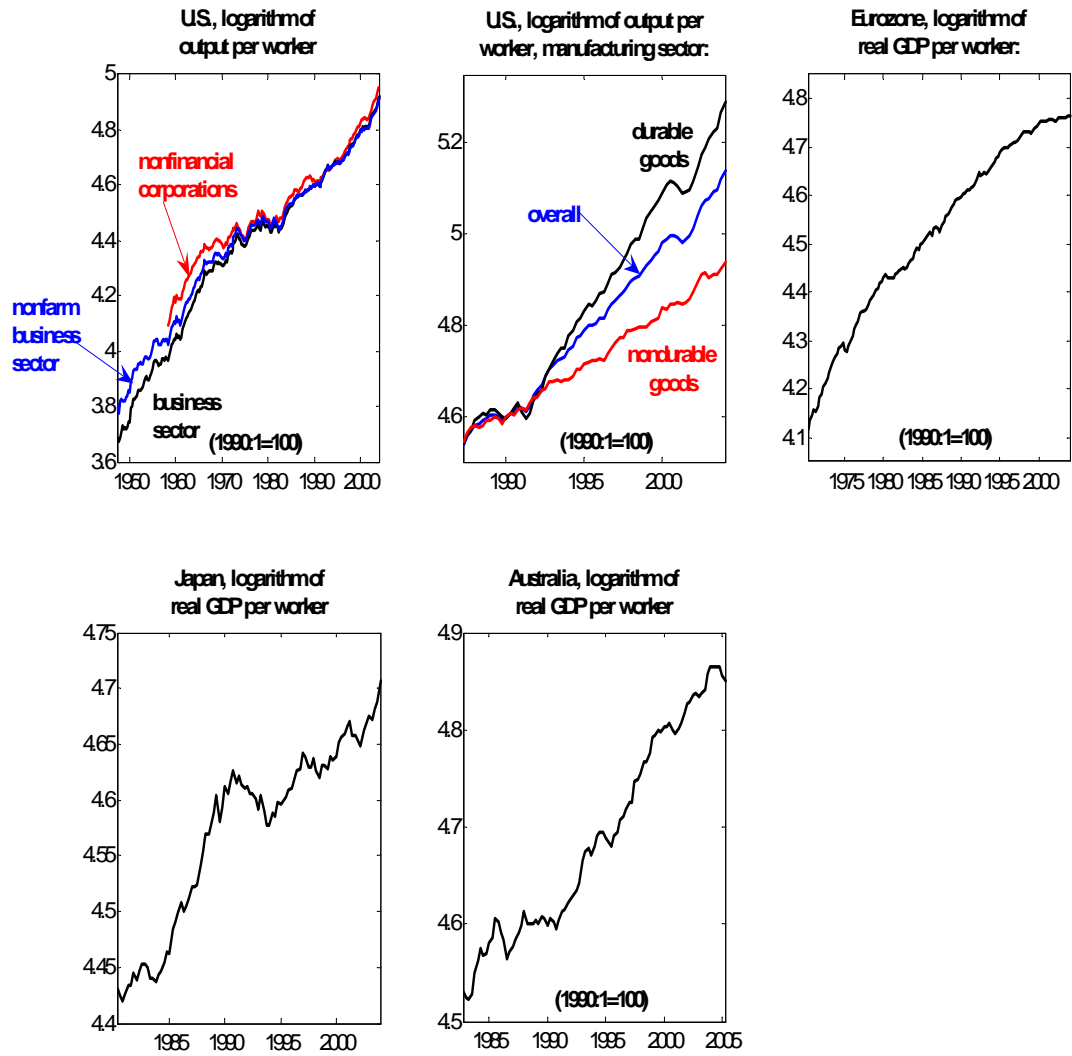 U.S., logarithm of
output per worker
5
4.8
4.6
4.4
4.2
4
3.8
3.6
nonfinancial
corporations
nonfarm
business
sector
business
sector
(1990:1=100)
1950 1960 1970 1980 1990 2000
U.S., logarithm of output per
worker, manufacturing sector:
5.2
5
4.8
4.6
durable
goods
overall
nondurable
goods
(1990:1=100)
1990 1995 2000
Eurozone, logarithm of
real GDP per worker:
4.8
4.7
4.6
4.5
4.4
4.3
4.2
4.1
(1990:1=100)
1975 1980 1985 1990 1995 2000
Japan, logarithm of
real GDP per worker
4.75
4.7
4.65
4.6
4.55
4.5
4.45
4.4
1985 1990 1995 2000
Australia, logarithm of
real GDP per worker
4.9
4.8
4.7
4.6
4.5
(1990:1=100)
1985 1990 1995 2000 2005